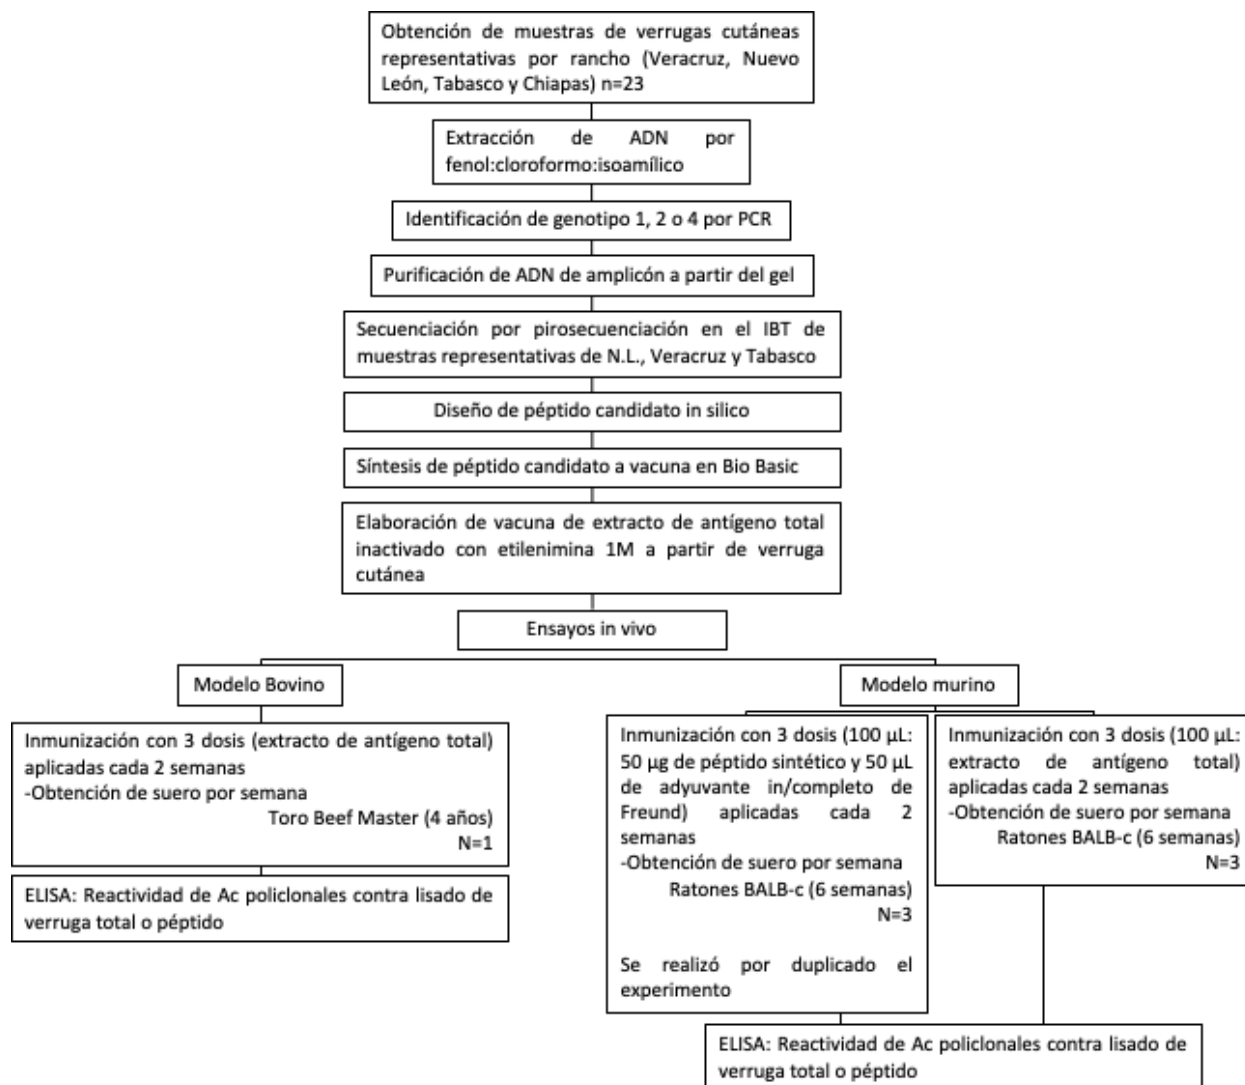 Obtención de muestras de verrugas cutáneas
representativas por rancho (Veracruz, Nuevo
León, Tabasco y Chiapas) n=23
Extracción de ADN por
fenol:cloroformo:isoamílico
Identificación de genotipo 1, 2 o 4 por PCR
Purificación de ADN de amplicón a partir del gel
Secuenciación por pirosecuenciación en el IBT de
muestras representativas de N.L., Veracruz y Tabasco
Diseño de péptido candidato in silico
Síntesis de péptido candidato a vacuna en Bio Basic
Elaboración de vacuna de extracto de antígeno total
inactivado con etilenimina 1M a partir de verruga
cutánea
Ensayos in vivo
Modelo Bovino
Inmunización con 3 dosis (extracto de antígeno total)
aplicadas cada 2 semanas
-Obtención de suero por semana
Toro Beef Master (4 años)
N=1
ELISA: Reactividad de Ac policlonales contra lisado de
verruga total o péptido
Modelo murino
Inmunización con 3 dosis (100 µL:
50 µg de péptido sintético y 50 µL
de adyuvante in/completo de
Freund) aplicadas cada 2
semanas
-Obtención de suero por semana
Ratones BALB-c (6 semanas)
N=3
Se realizó por duplicado el
experimento
Inmunización con 3 dosis (100 µL:
extracto de antígeno total)
aplicadas cada 2 semanas
-Obtención de suero por semana
Ratones BALB-c (6 semanas)
N=3
ELISA: Reactividad de Ac policlonales contra lisado de
verruga total o péptido